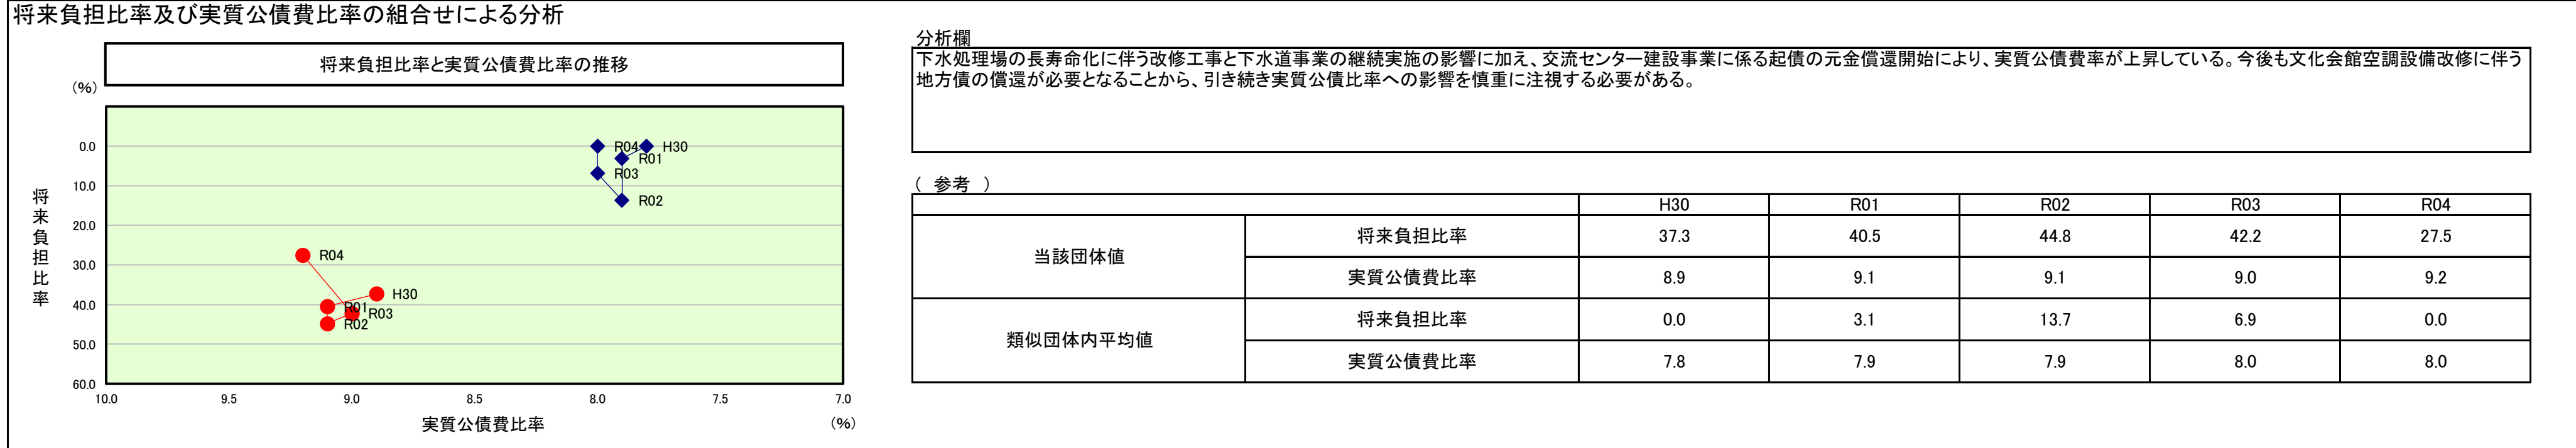 将来負担比率及び実質公債費比率の組合せによる分析
将来負担比率と実質公債費比率の推移
(%)
0.0
10.0
20.0
30.0
40.0
50.0
60.0
将来負担比率
R04
H30
R01
R03
R02
R04
H30
R01
R03
R02
10.0 9.5 9.0 8.5 8.0 7.5 7.0
実質公債費比率
(%)
分析欄
下水処理場の長寿命化に伴う改修工事と下水道事業の継続実施の影響に加え、交流センター建設事業に係る起債の元金償還開始により、実質公債費率が上昇している。今後も文化会館空調設備改修に伴う
地方債の償還が必要となることから、引き続き実質公債比率への影響を慎重に注視する必要がある。
( 参考 )
H30 R01 R02 R03 R04
当該団体値
将来負担比率 37.3 40.5 44.8 42.2 27.5
実質公債費比率 8.9 9.1 9.1 9.0 9.2
類似団体内平均値
将来負担比率 0.0 3.1 13.7 6.9 0.0
実質公債費比率 7.8 7.9 7.9 8.0 8.0